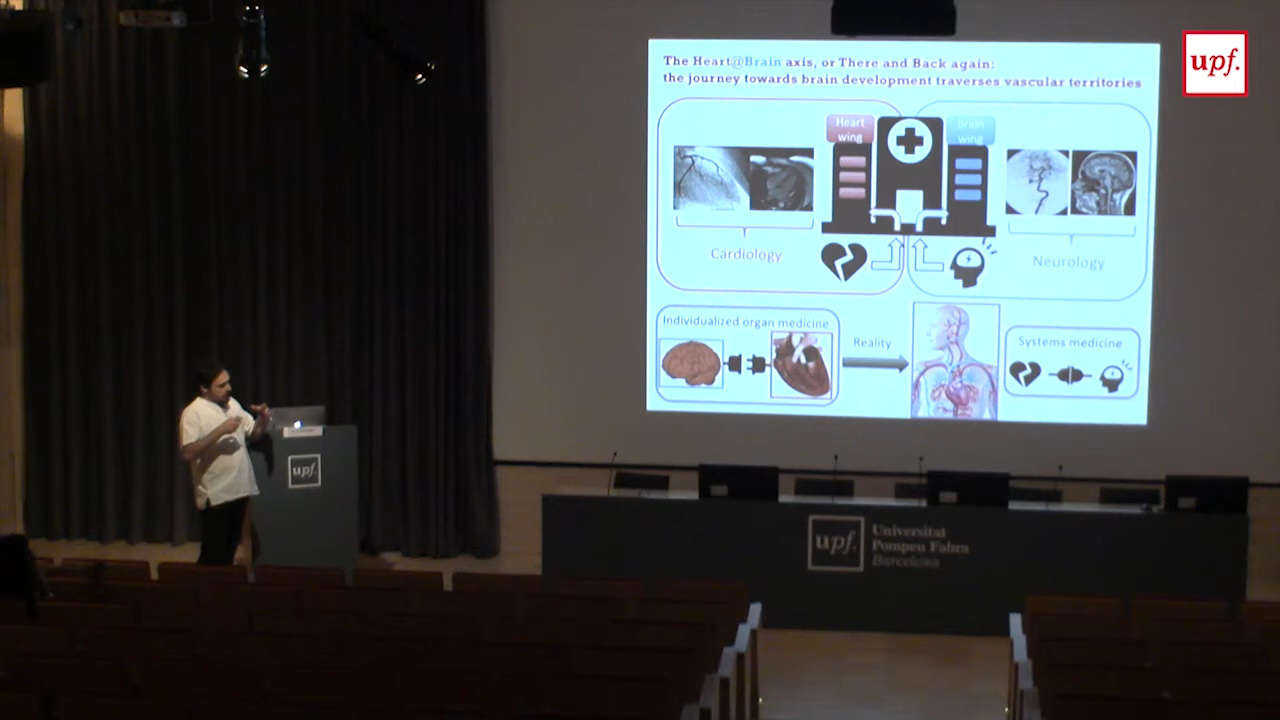 The Heart@Brain axis, or There and Back again:
the journey towards brain development traverses vascular territories
upf.
Heart
wing
Brain
wing
Cardiology
Neurology
Individualized organ medicine
Reality
Systems medicine
upf.
upf.
Universitat
Pompeu Fabra
Barcelona